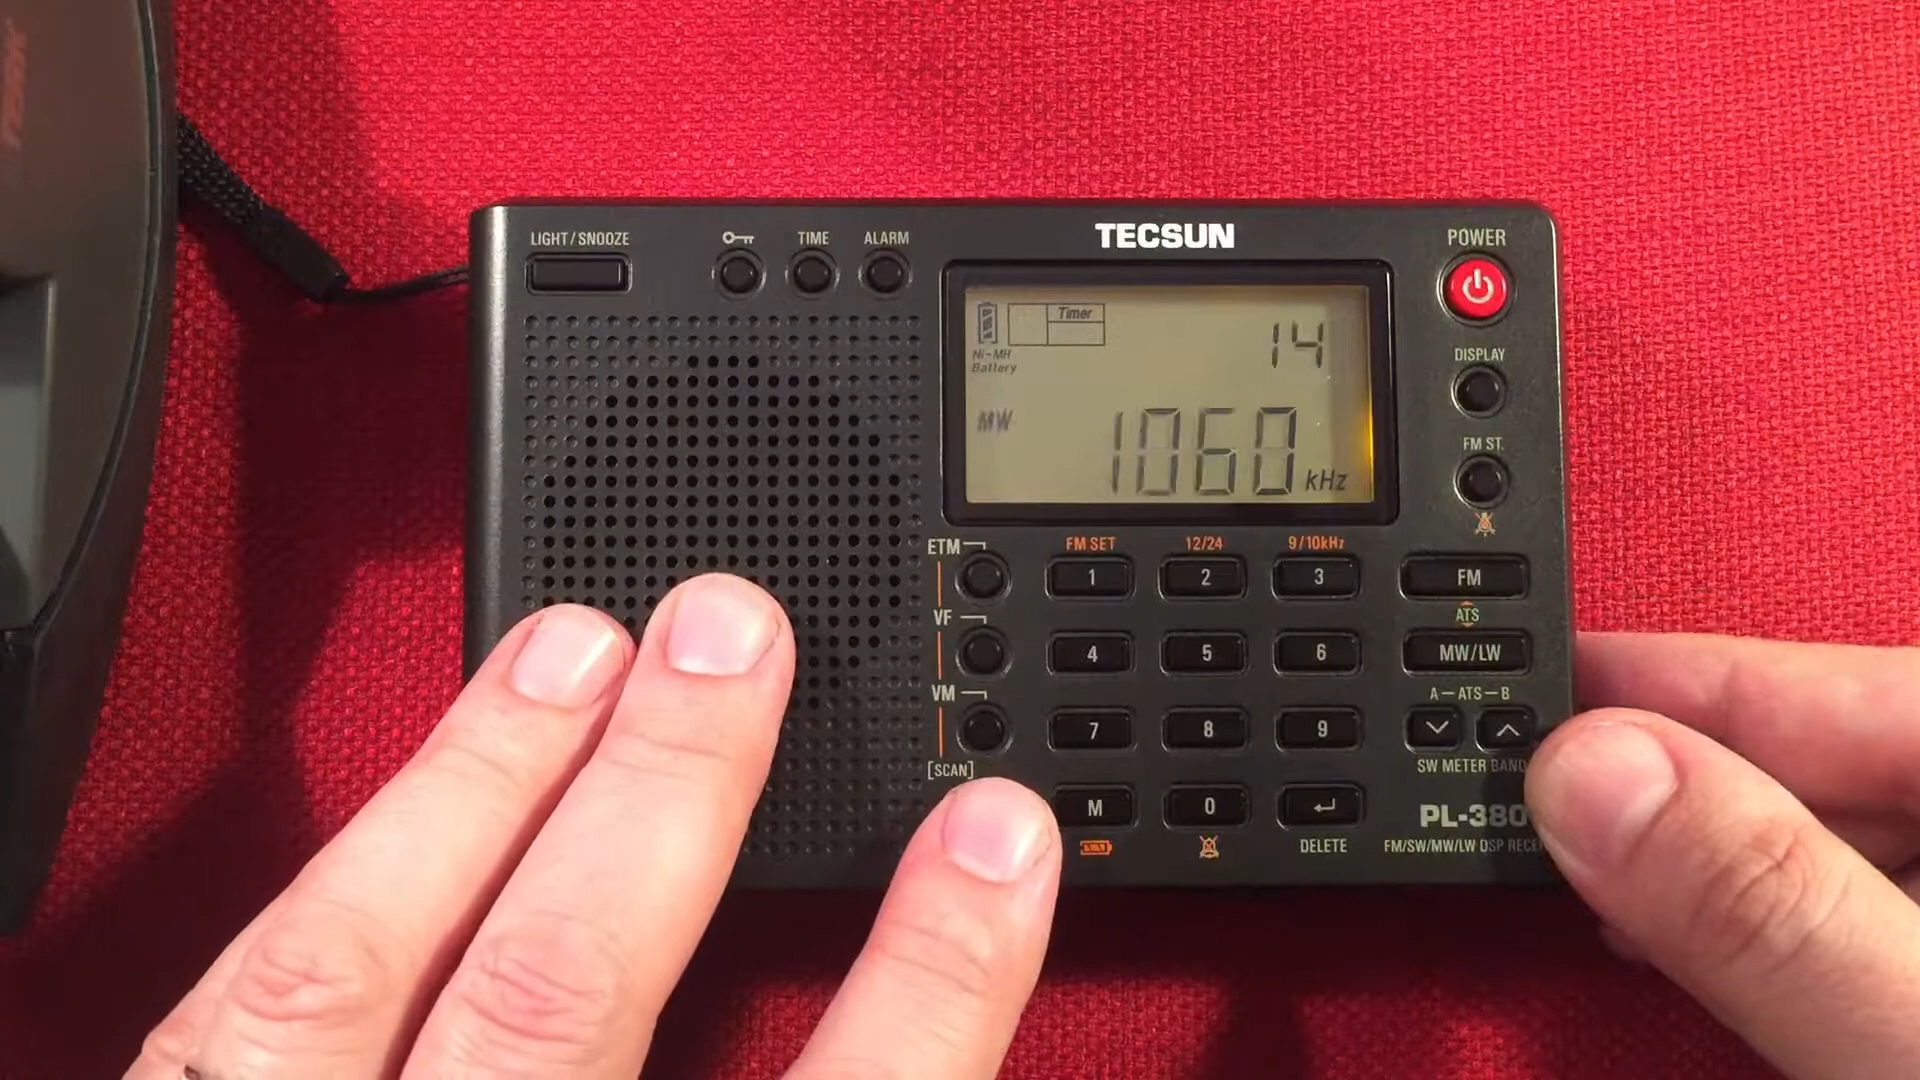 LIGHT / SNOOZE
TIME
ALARM
TECSUN
POWER
Timer
14
Ni-MH
Battery
MW
1060 kHz
DISPLAY
FM ST.
ETM
FM SET
12/24
9/10kHz
1
2
3
FM
VF
ATS
4
5
6
MW/LW
VM
A — ATS — B
7
8
9
[SCAN]
SW METER BAND
M
0
PL-380
DELETE
FM/SW/MW/LW DSP